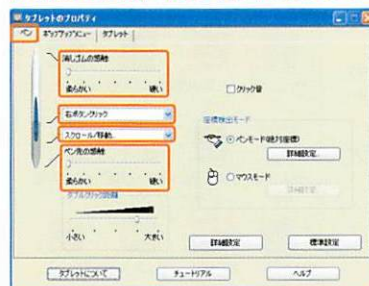 タブレットのプロパティ
ペン ポップアップメニュー タブレット
消しゴムの感触
柔らかい 硬い
クリック音
右ボタンクリック
座標検出モード
スクロール/移動...
ペンモード(絶対座標)
ペン先の感触
詳細設定...
柔らかい 硬い
マウスモード
ダブルクリック距離
詳細設定...
小さい 大きい
詳細設定 標準設定
タブレットについて チュートリアル ヘルプ